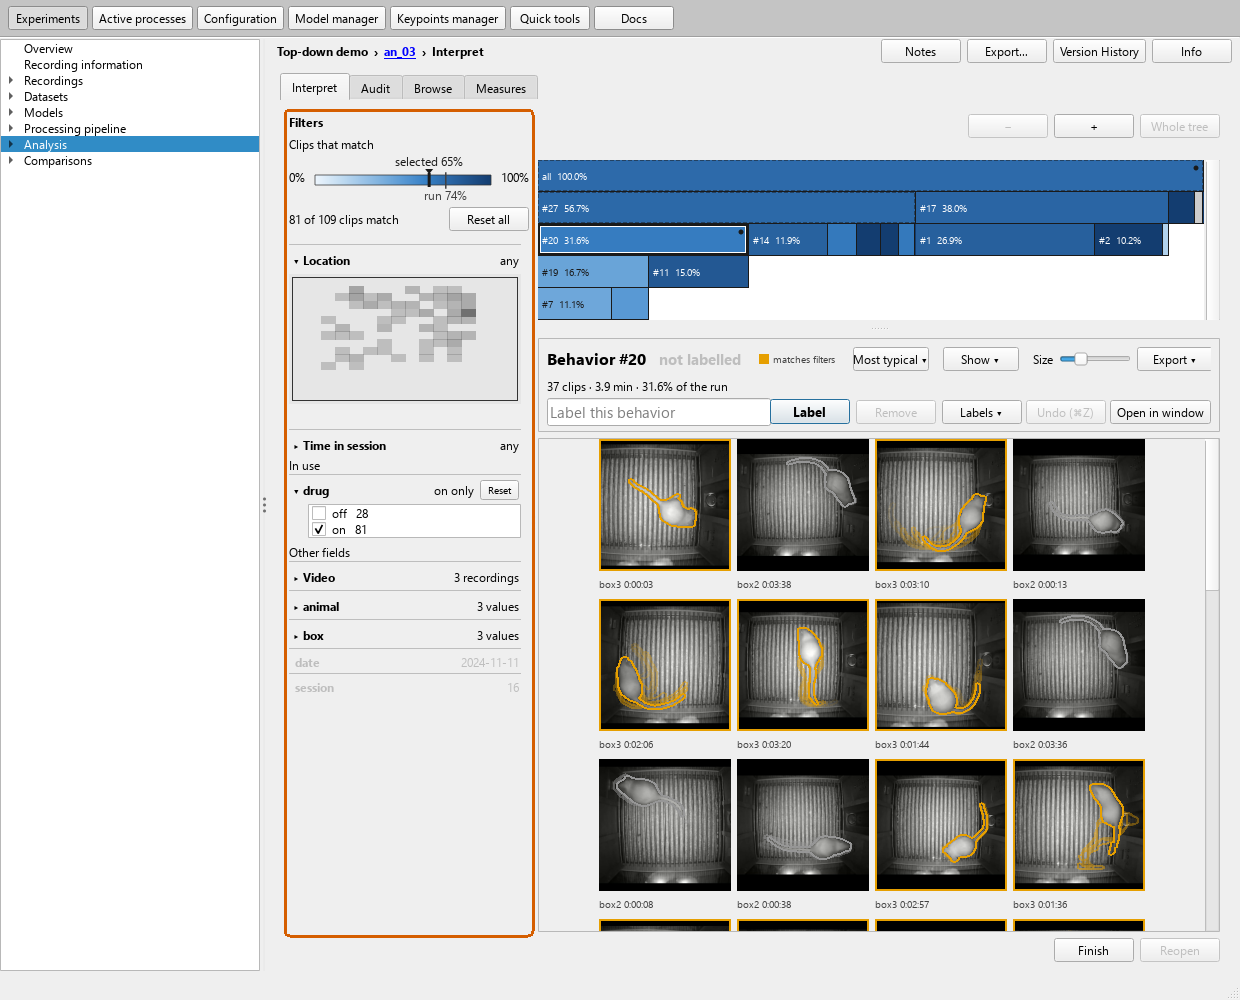 Experiments Active processes Configuration Model manager Keypoints manager Quick tools Docs
Overview
Recording information
Recordings
Datasets
Models
Processing pipeline
Analysis
Comparisons
Top-down demo › an_03 › Interpret
Notes Export... Version History Info
Interpret Audit Browse Measures
Filters
Clips that match
selected 65%
0% 100%
run 74%
81 of 109 clips match Reset all
Location any
Time in session any
In use
drug on only Reset
off 28
on 81
Other fields
Video 3 recordings
animal 3 values
box 3 values
date 2024-11-11
session 16
– + Whole tree
all 100.0%
#27 56.7% #17 38.0%
#20 31.6% #14 11.9% #1 26.9% #2 10.2%
#19 16.7% #11 15.0%
#7 11.1%
Behavior #20 not labelled matches filters Most typical Show Size Export
37 clips · 3.9 min · 31.6% of the run
Label this behavior Label Remove Labels Undo (⌘Z) Open in window
box3 0:00:03 box2 0:03:38 box3 0:03:10 box2 0:00:13
box3 0:02:06 box3 0:03:20 box3 0:01:44 box2 0:03:36
box2 0:00:08 box2 0:00:38 box3 0:02:57 box3 0:01:36
Finish Reopen